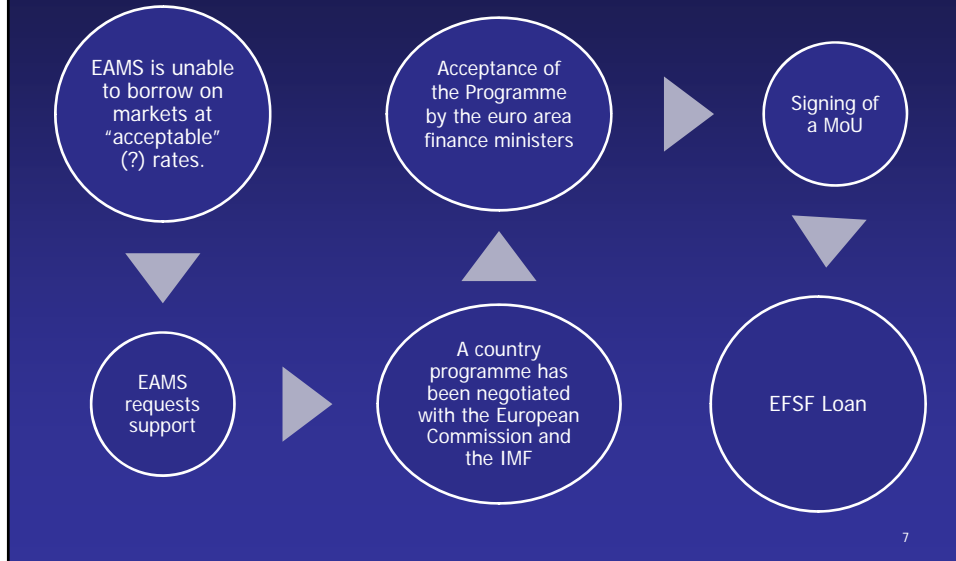 EAMS is unable
to borrow on
markets at
“acceptable”
(?) rates.
EAMS
requests
support
A country
programme has
been negotiated
with the European
Commission and
the IMF
Acceptance of
the Programme
by the euro area
finance ministers
Signing of
a MoU
EFSF Loan
7